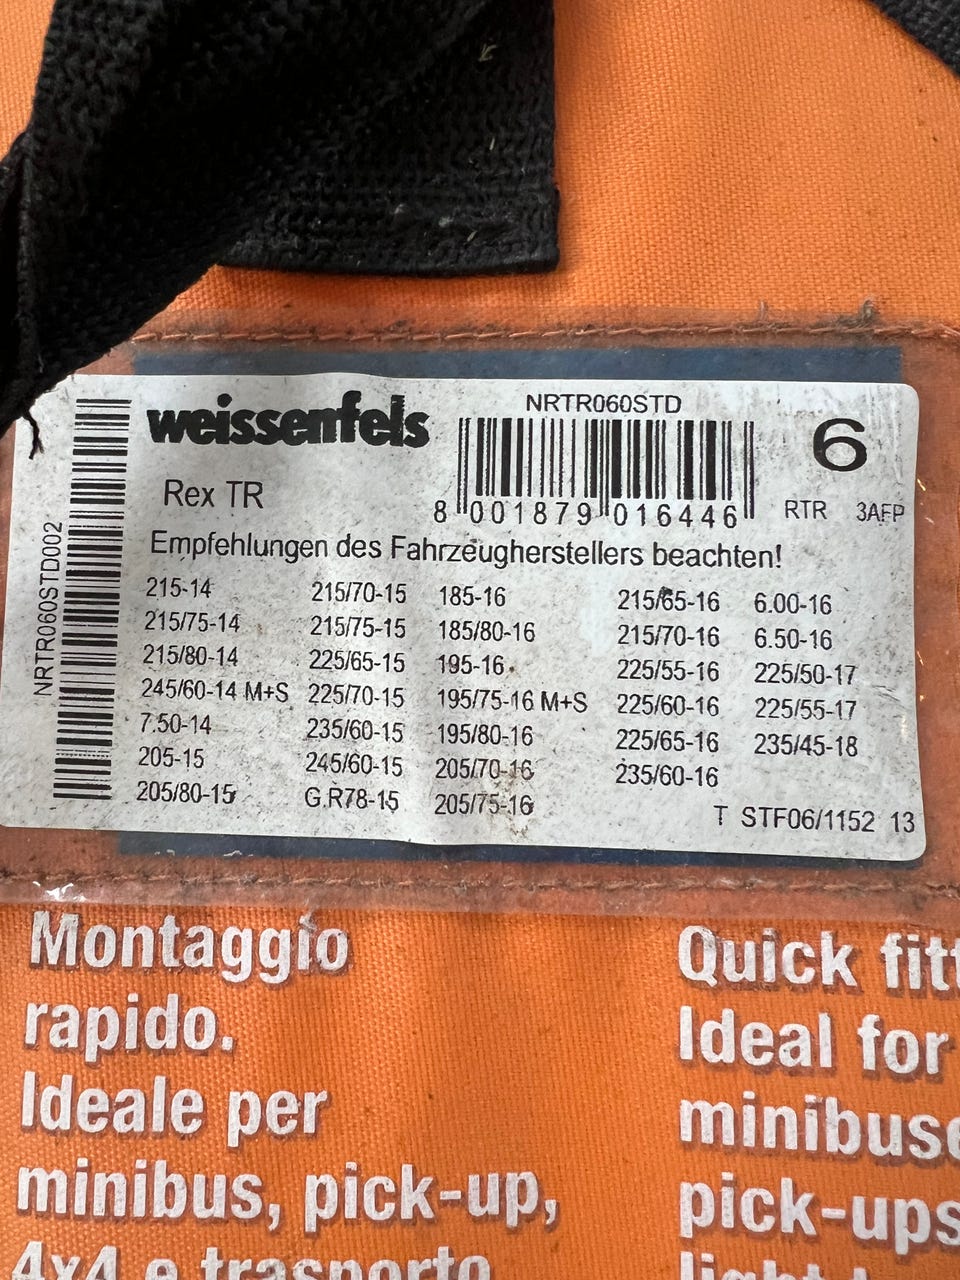 weissenfels
NRTR060STD
6
Rex TR
8 001879 016446
RTR 3AFP
NRTR060STD002
Empfehlungen des Fahrzeugherstellers beachten!
215-14 215/70-15 185-16 215/65-16 6.00-16
215/75-14 215/75-15 185/80-16 215/70-16 6.50-16
215/80-14 225/65-15 195-16 225/55-16 225/50-17
245/60-14 M+S 225/70-15 195/75-16 M+S 225/60-16 225/55-17
7.50-14 235/60-15 195/80-16 225/65-16 235/45-18
205-15 245/60-15 205/70-16 235/60-16
205/80-15 G.R78-15 205/75-16
T STF06/1152 13
Montaggio
rapido.
Ideale per
minibus, pick-up,
4x4 e trasporto
Quick fitt
Ideal for
minibuse
pick-ups
light